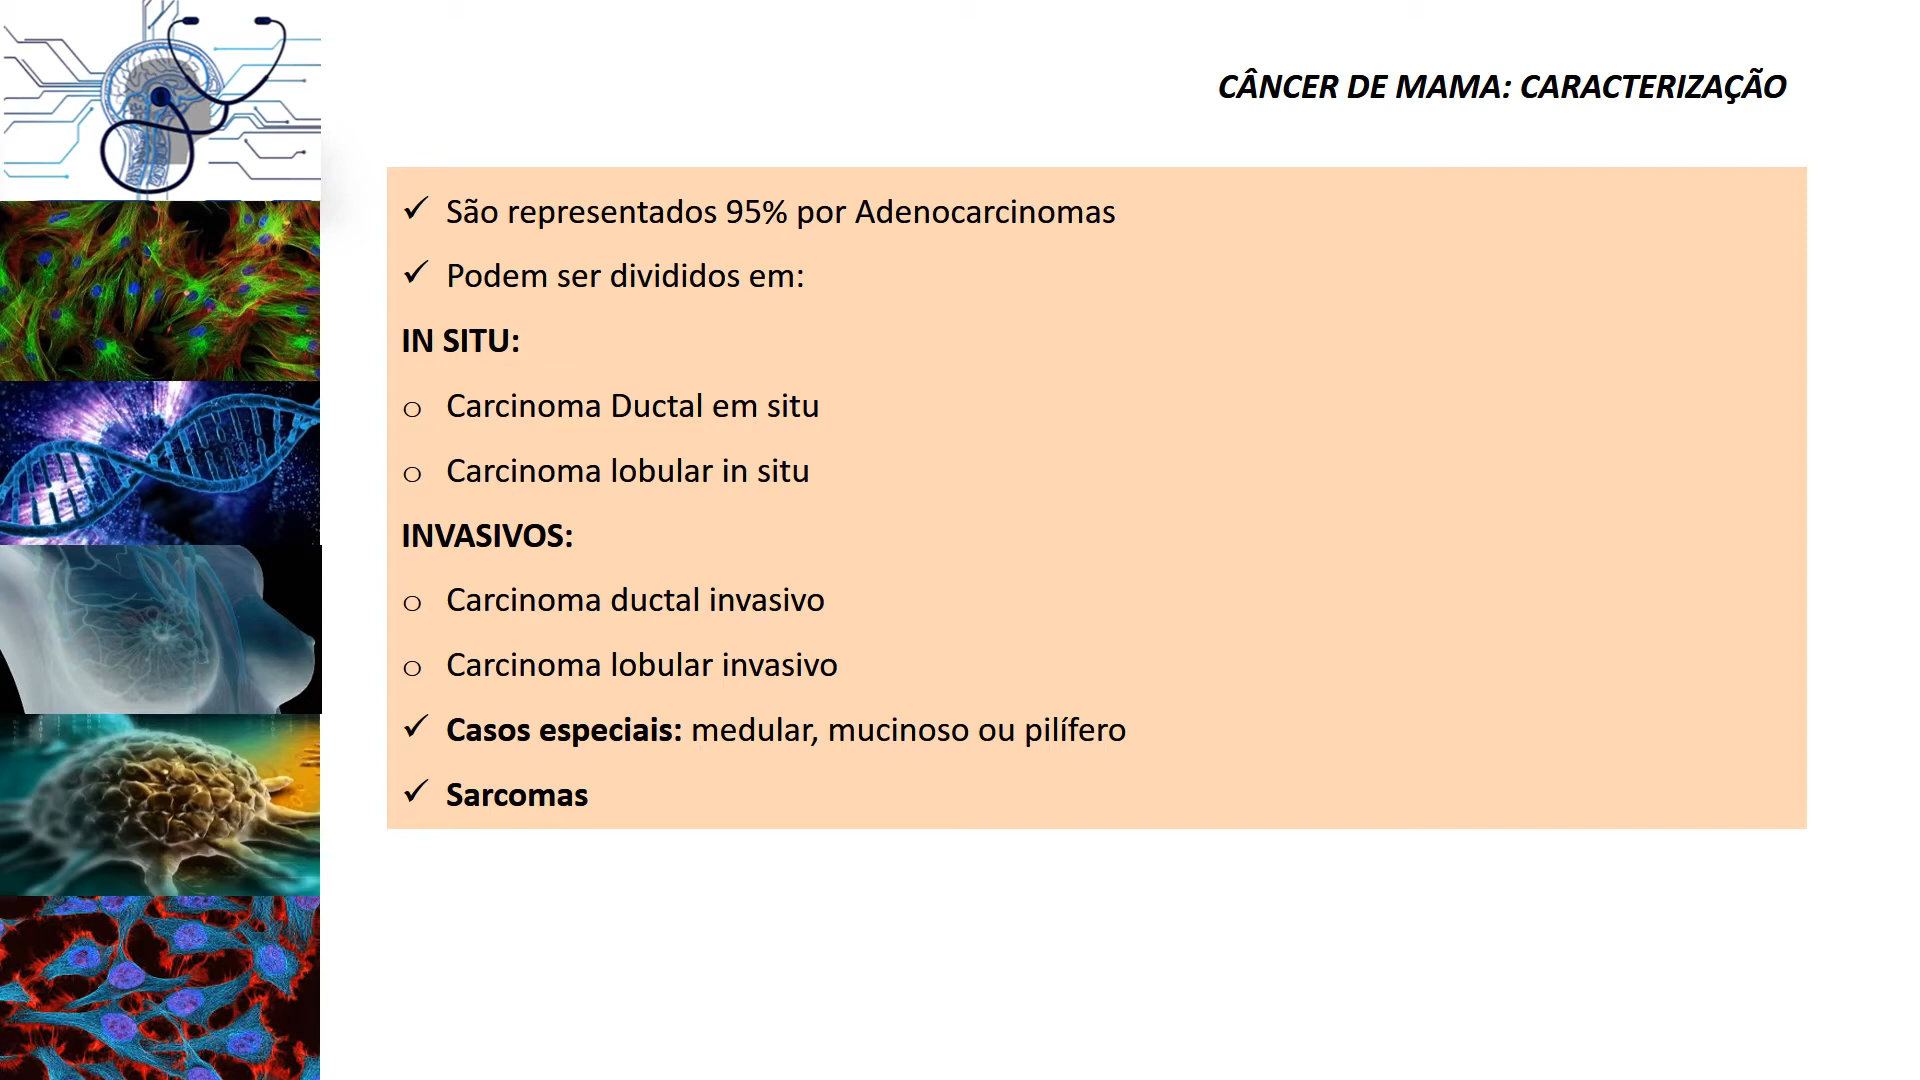 CÂNCER DE MAMA: CARACTERIZAÇÃO
✓ São representados 95% por Adenocarcinomas
✓ Podem ser divididos em:
IN SITU:
o Carcinoma Ductal em situ
o Carcinoma lobular in situ
INVASIVOS:
o Carcinoma ductal invasivo
o Carcinoma lobular invasivo
✓ Casos especiais: medular, mucinoso ou pilífero
✓ Sarcomas